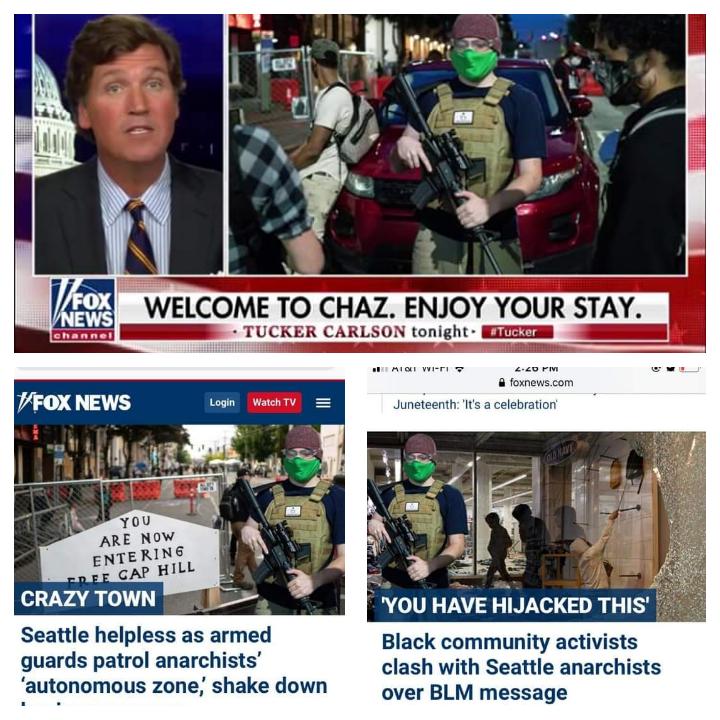 FOX
NEWS
channel
WELCOME TO CHAZ. ENJOY YOUR STAY.
· TUCKER CARLSON tonight · #Tucker
FOX NEWS Login Watch TV
YOU
ARE NOW
ENTERING
FREE CAP HILL
CRAZY TOWN
Seattle helpless as armed
guards patrol anarchists'
'autonomous zone,' shake down
AT&T Wi-Fi 2:26 PM
foxnews.com
Juneteenth: 'It's a celebration'
OLD NAVY
'YOU HAVE HIJACKED THIS'
Black community activists
clash with Seattle anarchists
over BLM message